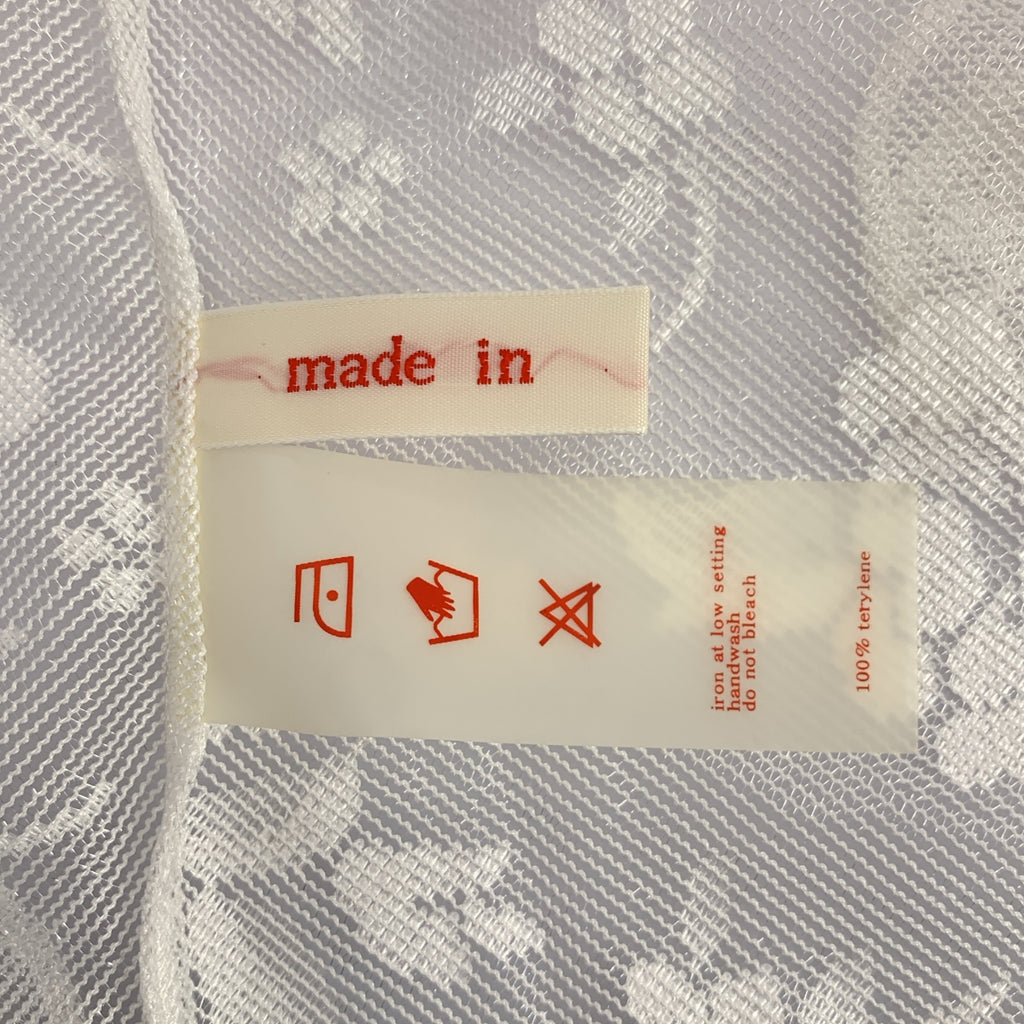 made in
iron at low setting
handwash
do not bleach
100% terylene